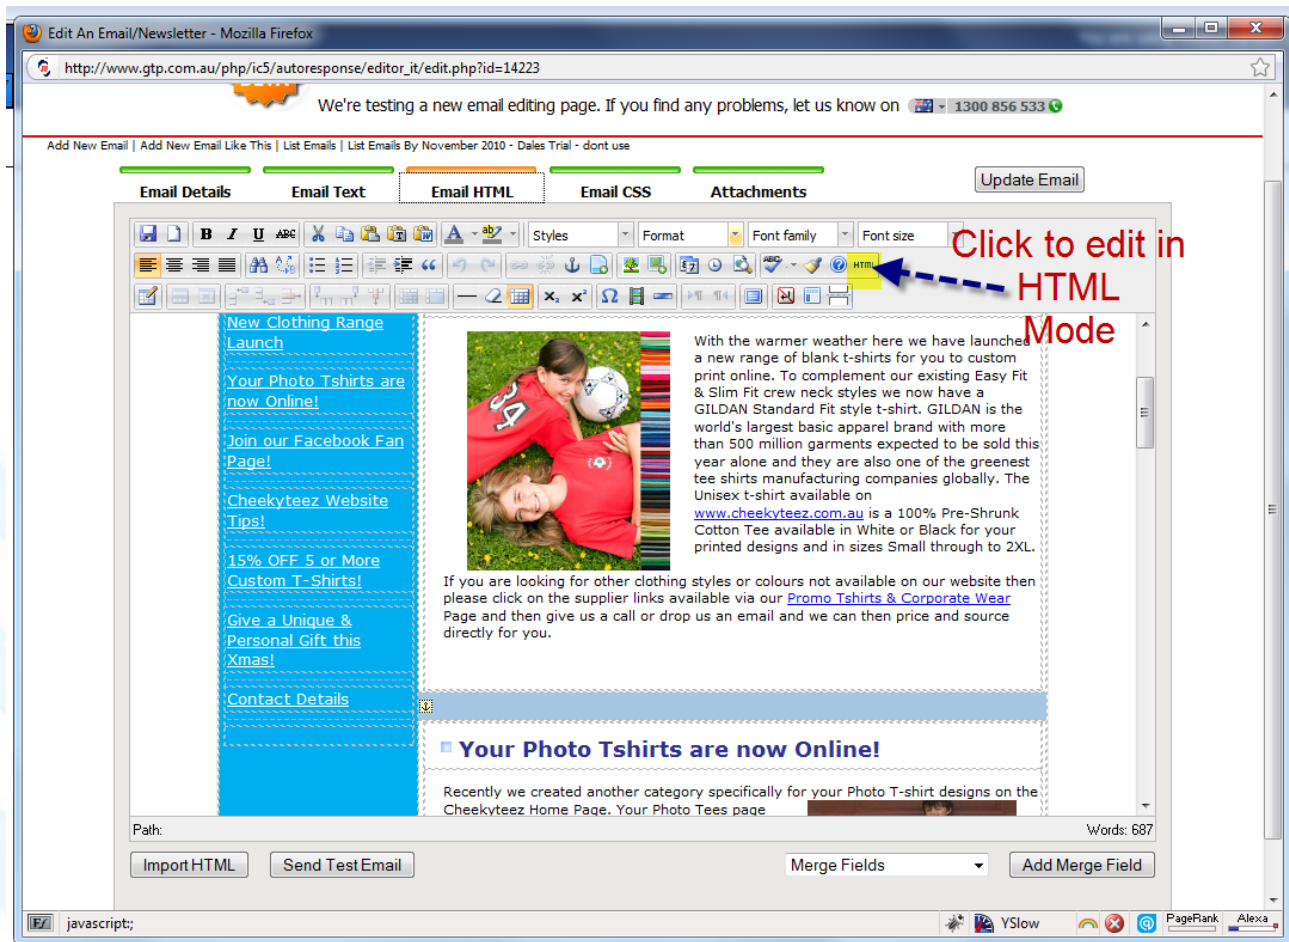 Edit An Email/Newsletter - Mozilla Firefox
http://www.gtp.com.au/php/ic5/autoresponse/editor_it/edit.php?id=14223
We're testing a new email editing page. If you find any problems, let us know on 1300 856 533
Add New Email | Add New Email Like This | List Emails | List Emails By November 2010 - Dales Trial - dont use
Email Details Email Text Email HTML Email CSS Attachments Update Email
B I U ABC Styles Format Font family Font size
Click to edit in
HTML
Mode
HTML
New Clothing Range
Launch
Your Photo Tshirts are
now Online!
Join our Facebook Fan
Page!
Cheekyteez Website
Tips!
15% OFF 5 or More
Custom T-Shirts!
Give a Unique &
Personal Gift this
Xmas!
Contact Details
34
With the warmer weather here we have launched
a new range of blank t-shirts for you to custom
print online. To complement our existing Easy Fit
& Slim Fit crew neck styles we now have a
GILDAN Standard Fit style t-shirt. GILDAN is the
world's largest basic apparel brand with more
than 500 million garments expected to be sold this
year alone and they are also one of the greenest
tee shirts manufacturing companies globally. The
Unisex t-shirt available on
www.cheekyteez.com.au is a 100% Pre-Shrunk
Cotton Tee available in White or Black for your
printed designs and in sizes Small through to 2XL.
If you are looking for other clothing styles or colours not available on our website then
please click on the supplier links available via our Promo Tshirts & Corporate Wear
Page and then give us a call or drop us an email and we can then price and source
directly for you.
Your Photo Tshirts are now Online!
Recently we created another category specifically for your Photo T-shirt designs on the
Cheekyteez Home Page. Your Photo Tees page
Path: Words: 687
Import HTML Send Test Email Merge Fields Add Merge Field
javascript:; YSlow PageRank Alexa